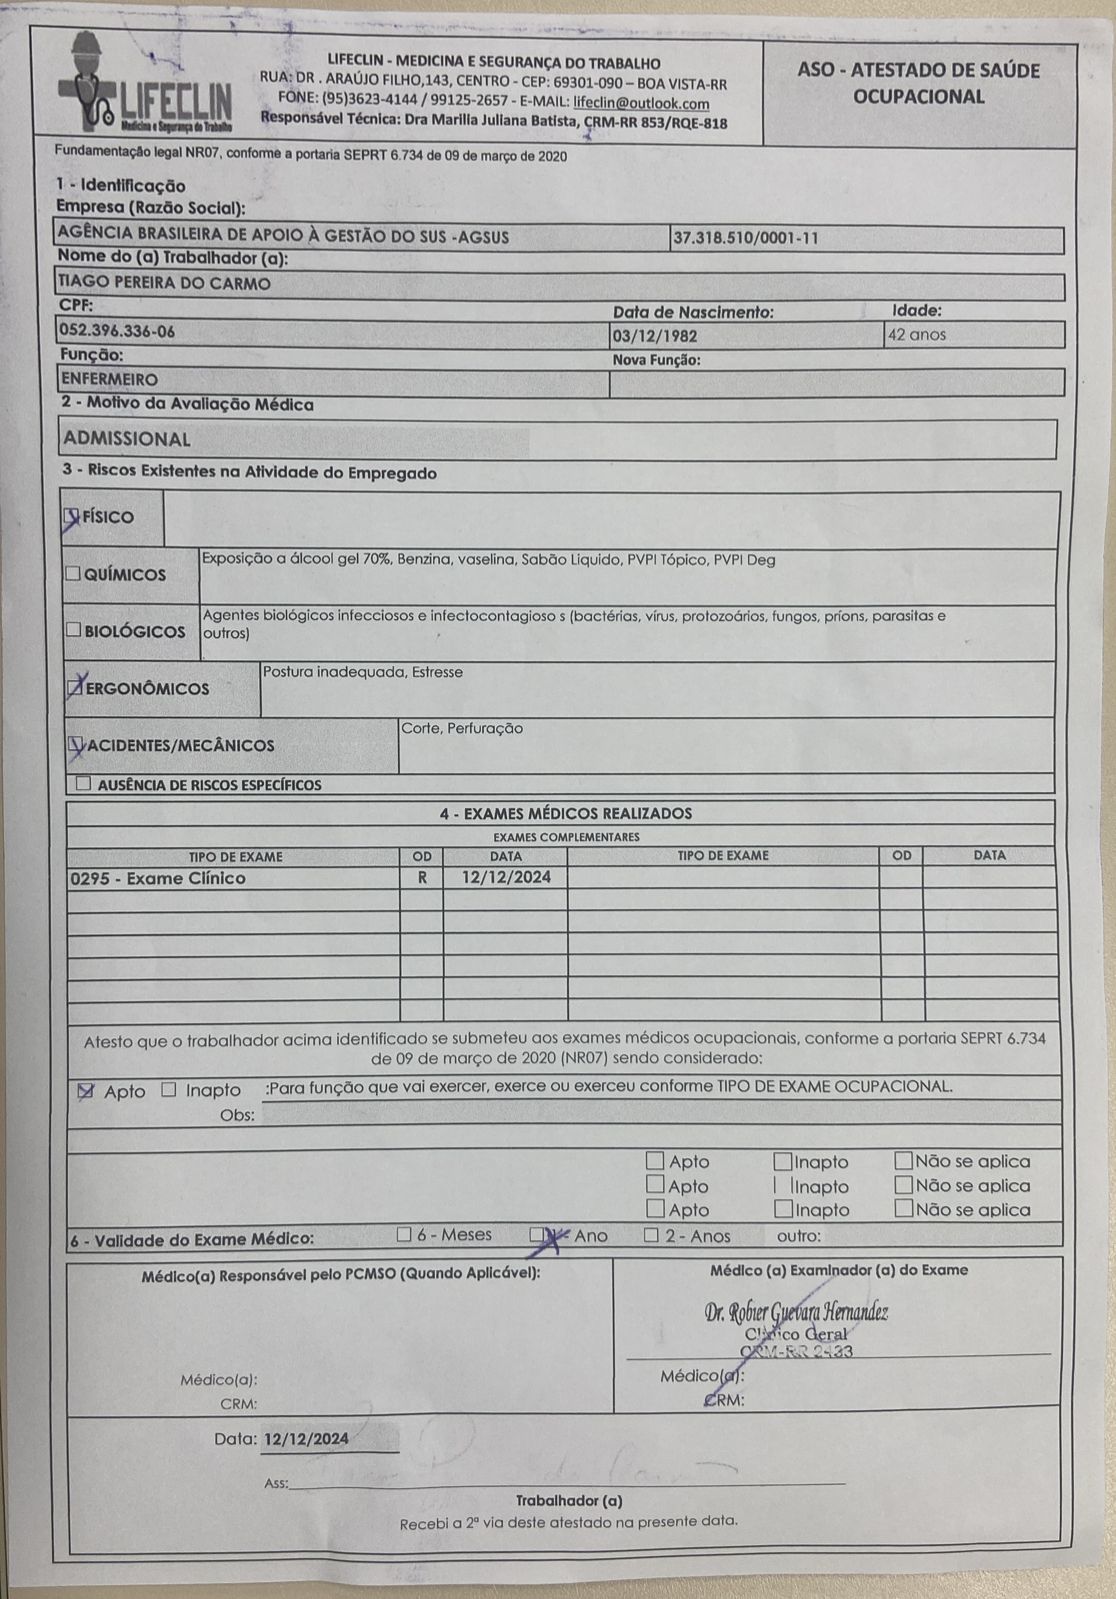 LIFECLIN
Medicina e Segurança do Trabalho
LIFECLIN - MEDICINA E SEGURANÇA DO TRABALHO
RUA: DR . ARAÚJO FILHO,143, CENTRO - CEP: 69301-090 – BOA VISTA-RR
FONE: (95)3623-4144 / 99125-2657 - E-MAIL: lifeclin@outlook.com
Responsável Técnica: Dra Marilia Juliana Batista, CRM-RR 853/RQE-818
ASO - ATESTADO DE SAÚDE
OCUPACIONAL
Fundamentação legal NR07, conforme a portaria SEPRT 6.734 de 09 de março de 2020
1 - Identificação
Empresa (Razão Social):
AGÊNCIA BRASILEIRA DE APOIO À GESTÃO DO SUS -AGSUS 37.318.510/0001-11
Nome do (a) Trabalhador (a):
TIAGO PEREIRA DO CARMO
CPF: Data de Nascimento: Idade:
052.396.336-06 03/12/1982 42 anos
Função: Nova Função:
ENFERMEIRO
2 - Motivo da Avaliação Médica
ADMISSIONAL
3 - Riscos Existentes na Atividade do Empregado
FÍSICO
QUÍMICOS Exposição a álcool gel 70%, Benzina, vaselina, Sabão Liquido, PVPI Tópico, PVPI Deg
BIOLÓGICOS Agentes biológicos infecciosos e infectocontagioso s (bactérias, vírus, protozoários, fungos, príons, parasitas e
outros)
ERGONÔMICOS Postura inadequada, Estresse
ACIDENTES/MECÂNICOS Corte, Perfuração
AUSÊNCIA DE RISCOS ESPECÍFICOS
4 - EXAMES MÉDICOS REALIZADOS
EXAMES COMPLEMENTARES
TIPO DE EXAME OD DATA TIPO DE EXAME OD DATA
0295 - Exame Clínico R 12/12/2024
Atesto que o trabalhador acima identificado se submeteu aos exames médicos ocupacionais, conforme a portaria SEPRT 6.734
de 09 de março de 2020 (NR07) sendo considerado:
Apto Inapto :Para função que vai exercer, exerce ou exerceu conforme TIPO DE EXAME OCUPACIONAL.
Obs:
Apto Inapto Não se aplica
Apto Inapto Não se aplica
Apto Inapto Não se aplica
6 - Validade do Exame Médico: 6 - Meses 1 - Ano 2 - Anos outro:
Médico(a) Responsável pelo PCMSO (Quando Aplicável): Médico (a) Examinador (a) do Exame
Dr. Robier Guevara Hernandez
Clínico Geral
CRM-RR 2433
Médico(a): Médico(a):
CRM: CRM:
Data: 12/12/2024
Ass:
Trabalhador (a)
Recebi a 2ª via deste atestado na presente data.